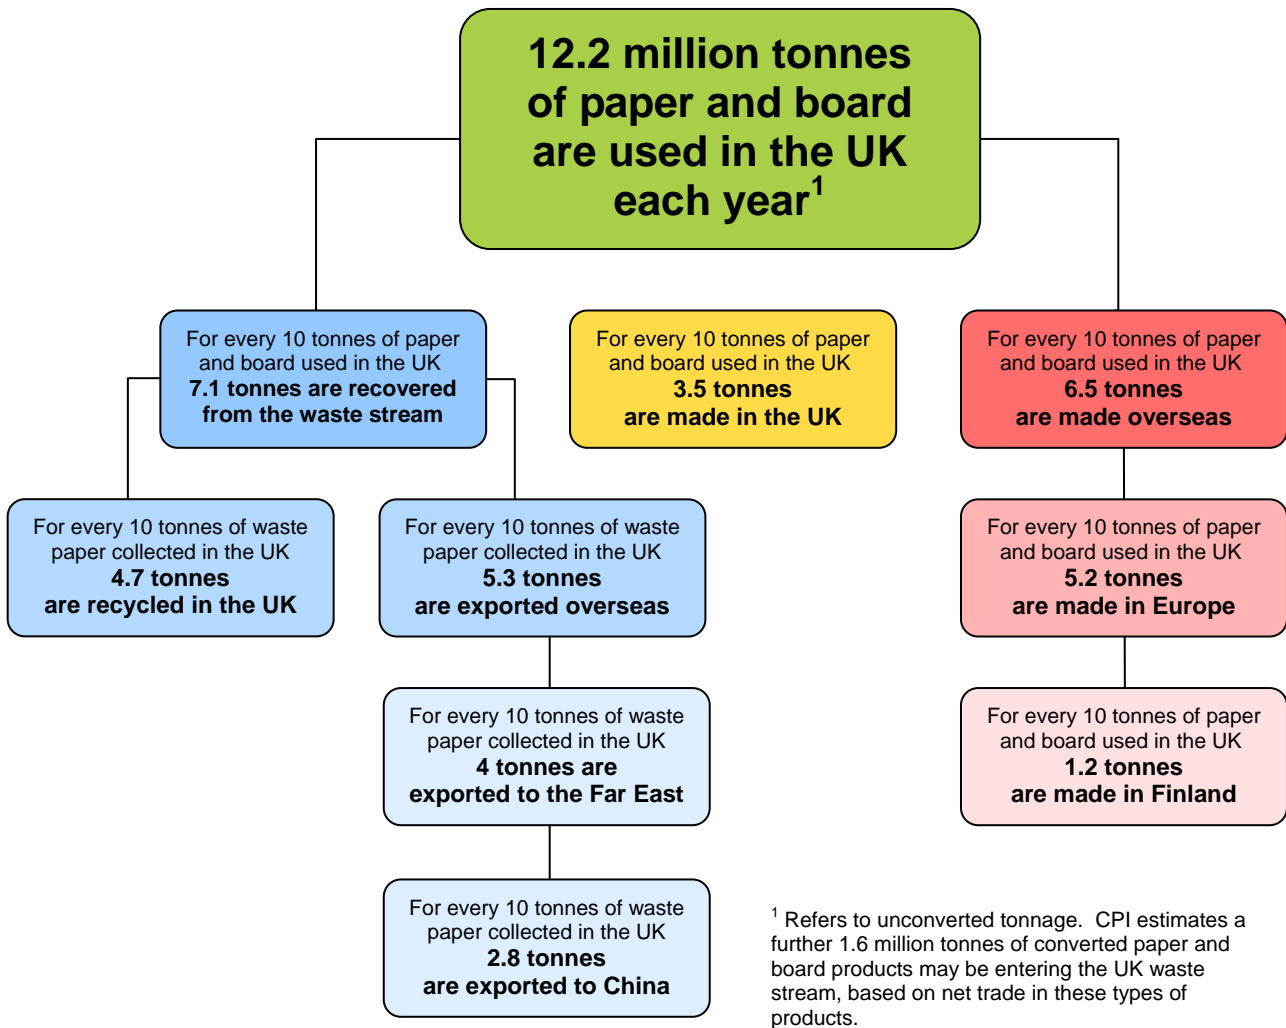 12.2 million tonnes
of paper and board
are used in the UK
each year1
For every 10 tonnes of paper
and board used in the UK
7.1 tonnes are recovered
from the waste stream
For every 10 tonnes of paper
and board used in the UK
3.5 tonnes
are made in the UK
For every 10 tonnes of paper
and board used in the UK
6.5 tonnes
are made overseas
For every 10 tonnes of waste
paper collected in the UK
4.7 tonnes
are recycled in the UK
For every 10 tonnes of waste
paper collected in the UK
5.3 tonnes
are exported overseas
For every 10 tonnes of paper
and board used in the UK
5.2 tonnes
are made in Europe
For every 10 tonnes of waste
paper collected in the UK
4 tonnes are
exported to the Far East
For every 10 tonnes of paper
and board used in the UK
1.2 tonnes
are made in Finland
For every 10 tonnes of waste
paper collected in the UK
2.8 tonnes
are exported to China
1 Refers to unconverted tonnage.  CPI estimates a
further 1.6 million tonnes of converted paper and
board products may be entering the UK waste
stream, based on net trade in these types of
products.